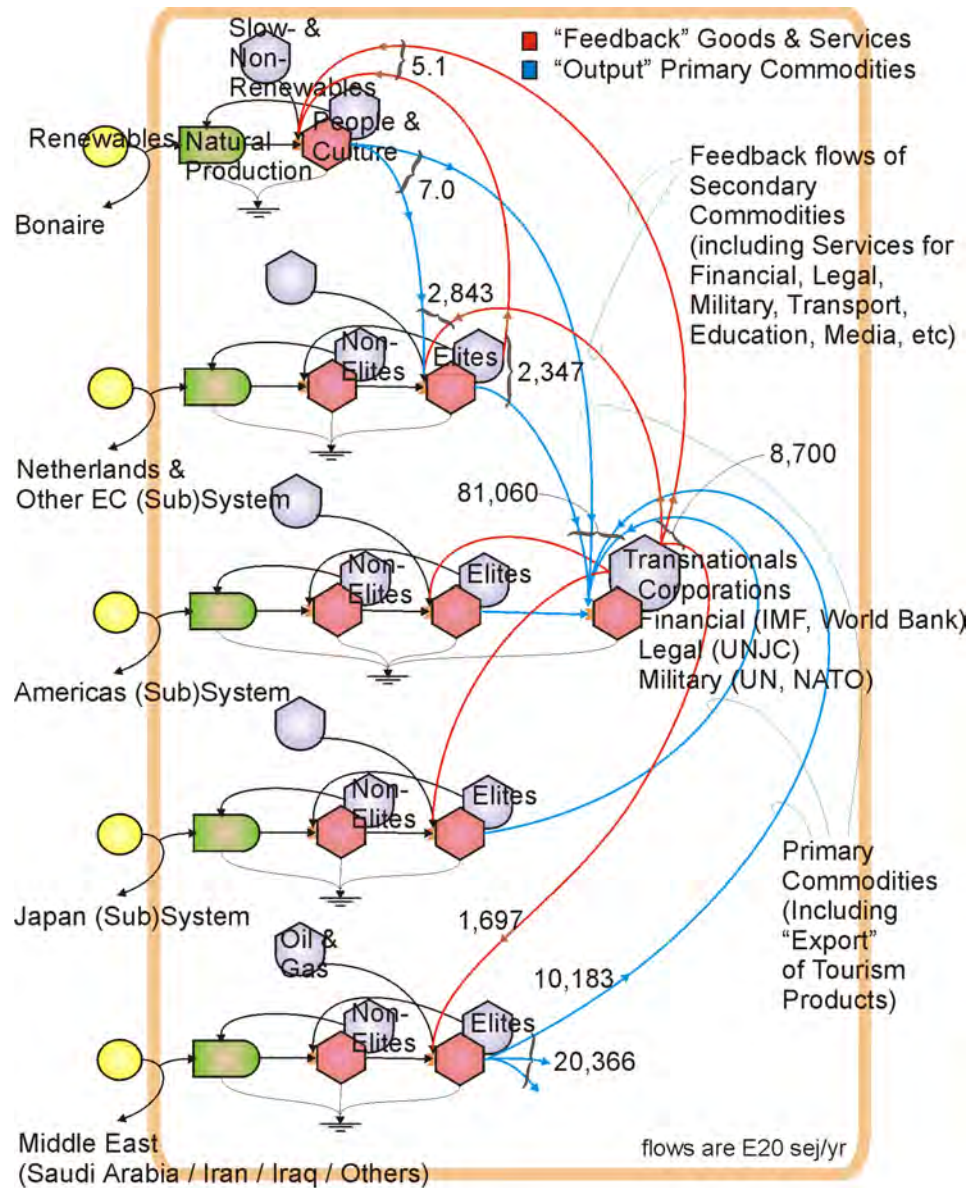 Slow- &
Non-
Renewables
"Feedback" Goods & Services
"Output" Primary Commodities
5.1
Renewables
Natural
Production
People &
Culture
7.0
Bonaire
Feedback flows of
Secondary
Commodities
(including Services for
Financial, Legal,
Military, Transport,
Education, Media, etc)
2,843
Non-
Elites
Elites
2,347
Netherlands &
Other EC (Sub)System
8,700
81,060
Non-
Elites
Elites
Transnationals
Corporations
Financial (IMF, World Bank)
Legal (UNJC)
Military (UN, NATO)
Americas (Sub)System
Non-
Elites
Elites
Japan (Sub)System
Primary
Commodities
(Including
"Export"
of Tourism
Products)
1,697
Oil &
Gas
10,183
Non-
Elites
Elites
20,366
Middle East
(Saudi Arabia / Iran / Iraq / Others)
flows are E20 sej/yr